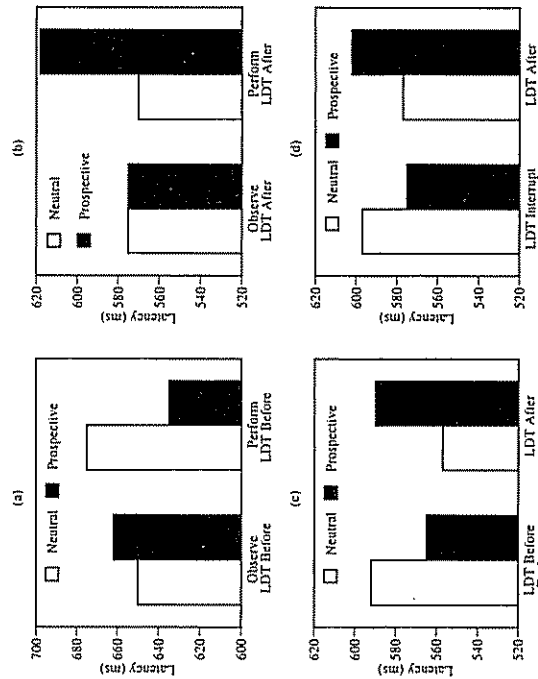 (a)
Neutral Prospective
Latency (ms)
700
680
660
640
620
600
Observe
LDT Before
Perform
LDT Before
(b)
Neutral
Prospective
Latency (ms)
620
600
580
560
540
520
Observe
LDT After
Perform
LDT After
(c)
Neutral Prospective
Latency (ms)
620
600
580
560
540
520
LDT Before
LDT After
(d)
Neutral Prospective
Latency (ms)
620
600
580
560
540
520
LDT Interrupt
LDT After